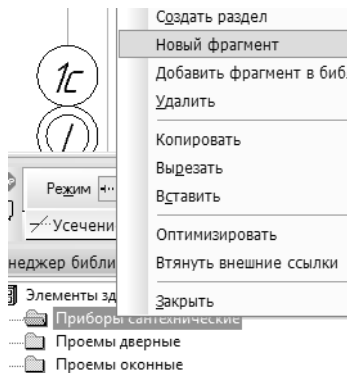 Создать раздел
Новый фрагмент
Добавить фрагмент в биб
Удалить
Копировать
Вырезать
Вставить
Оптимизировать
Втянуть внешние ссылки
Закрыть
1с
Режим
Усечени
неджер библи
Элементы зд
Приборы сантехнические
Проемы дверные
Проемы оконные